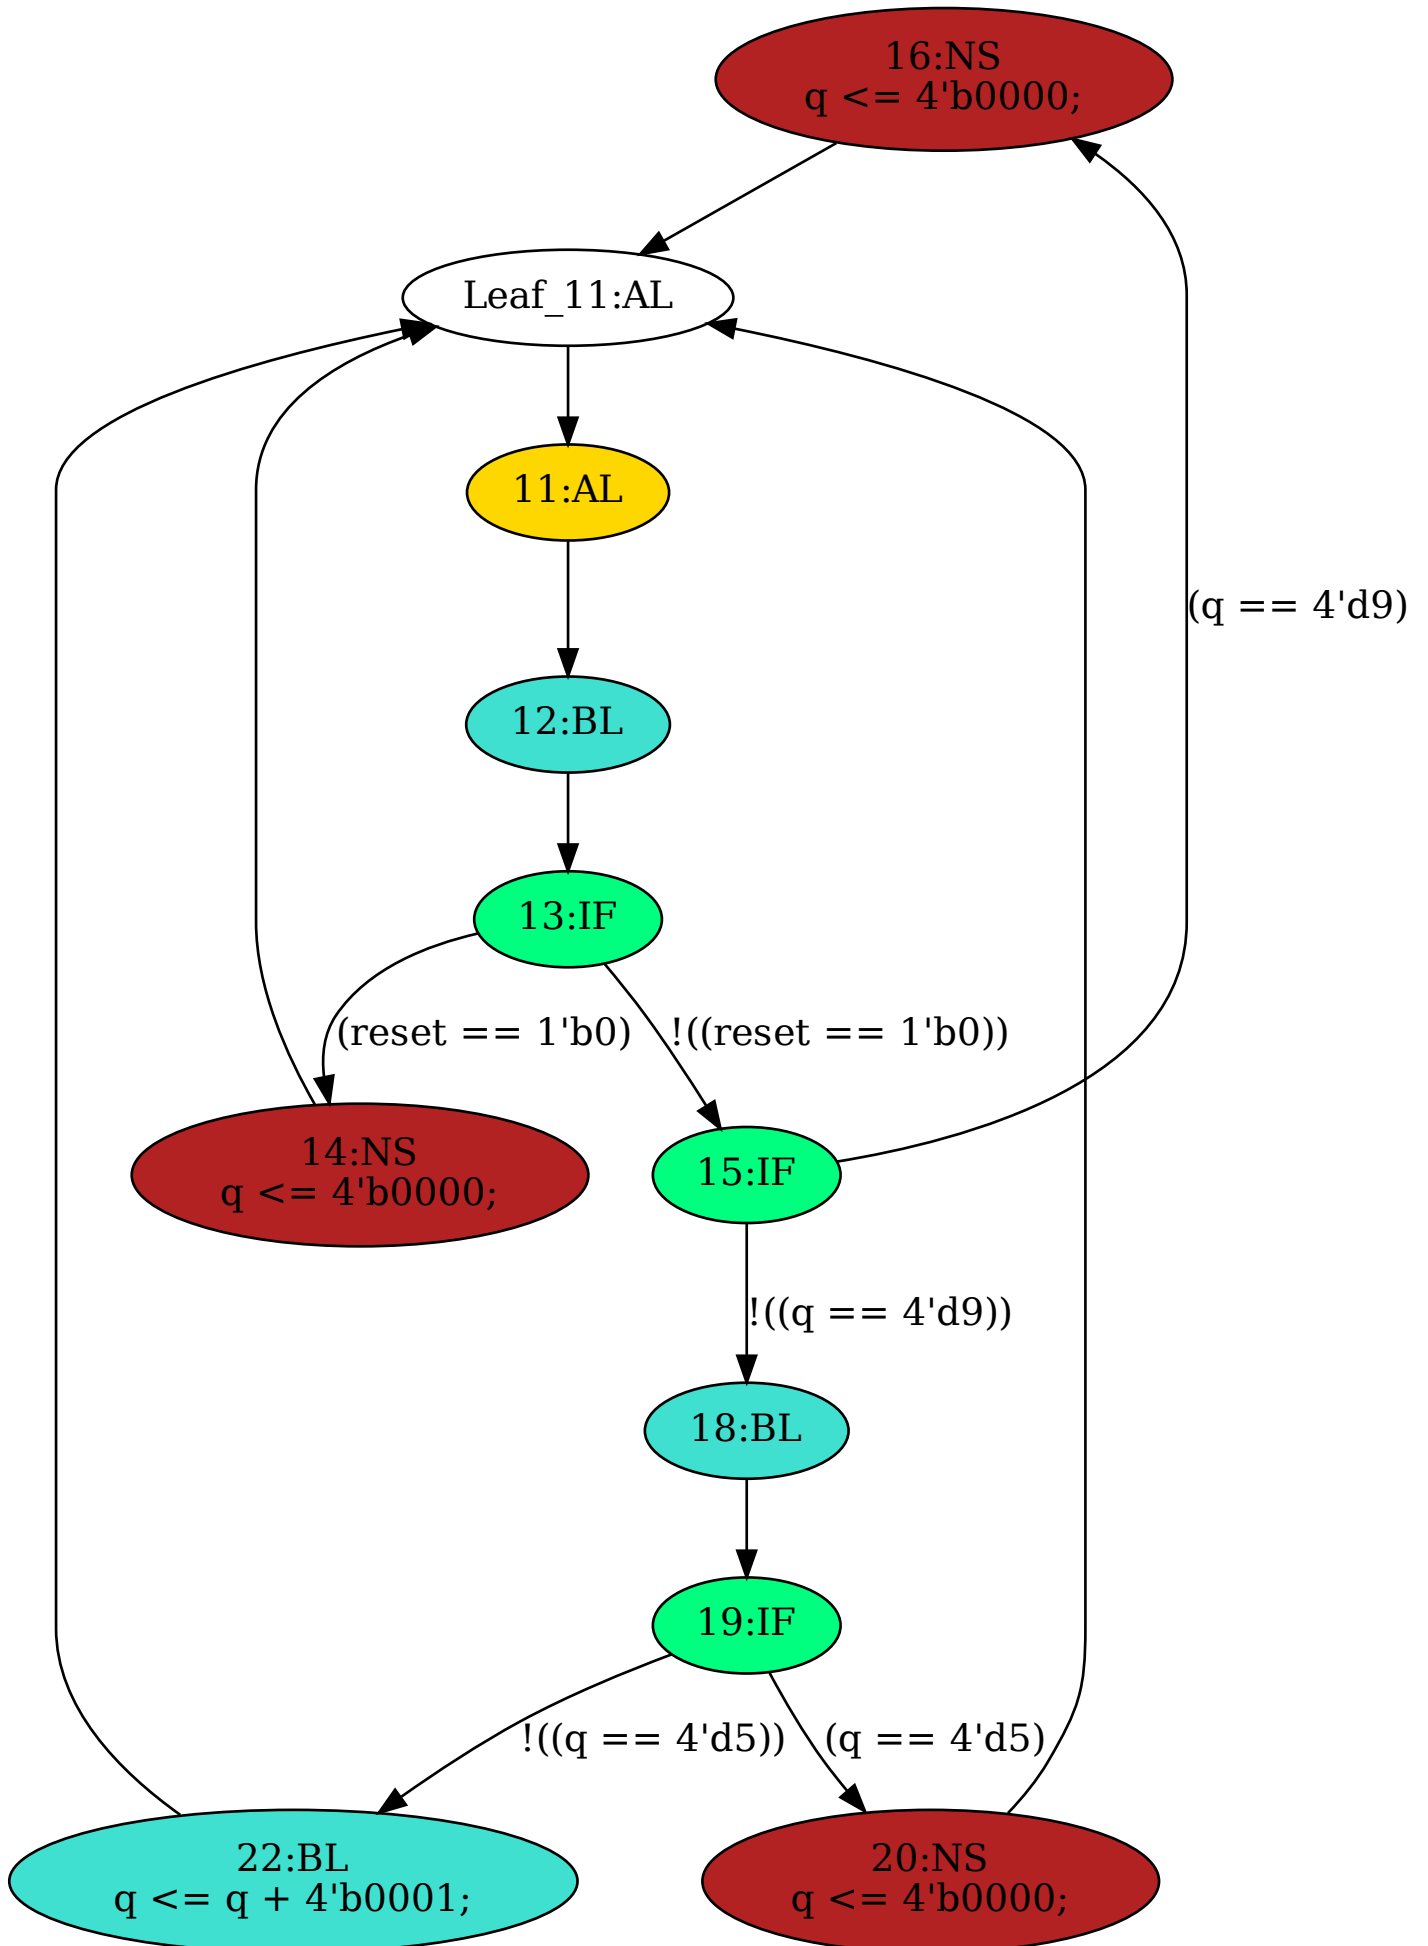 16:NS
q <= 4'b0000;
Leaf_11:AL
11:AL
(q == 4'd9)
12:BL
13:IF
(reset == 1'b0)
!((reset == 1'b0))
14:NS
q <= 4'b0000;
15:IF
!((q == 4'd9))
18:BL
19:IF
!((q == 4'd5))
(q == 4'd5)
22:BL
q <= q + 4'b0001;
20:NS
q <= 4'b0000;